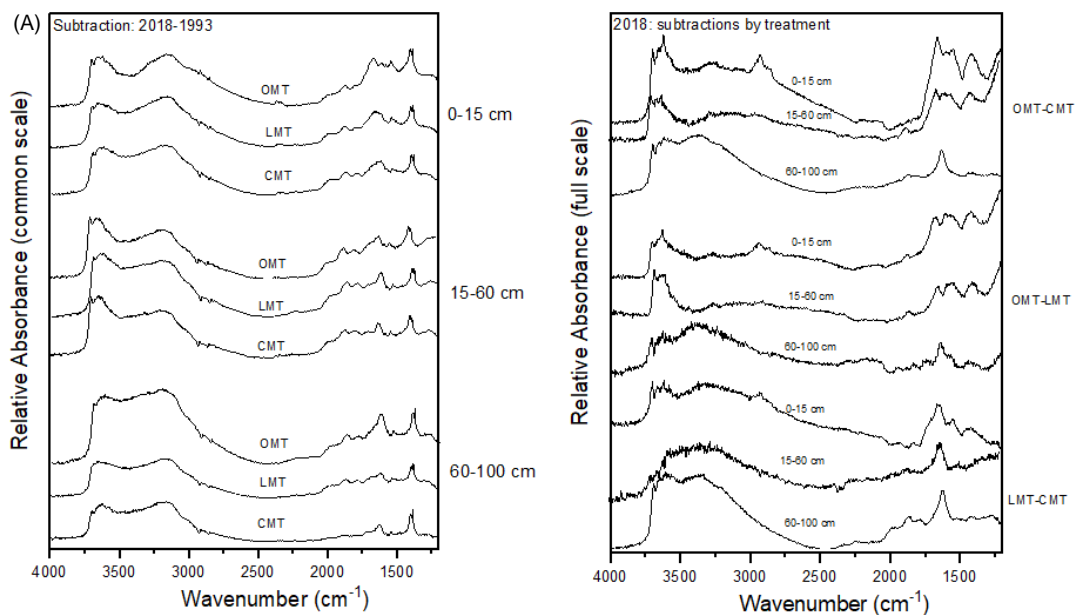 (A)
Subtraction: 2018-1993
OMT
LMT
CMT
0-15 cm
OMT
LMT
CMT
15-60 cm
OMT
LMT
CMT
60-100 cm
4000 3500 3000 2500 2000 1500
Wavenumber (cm-1)
Relative Absorbance (common scale)
2018: subtractions by treatment
0-15 cm
15-60 cm
60-100 cm
OMT-CMT
0-15 cm
15-60 cm
60-100 cm
OMT-LMT
0-15 cm
15-60 cm
60-100 cm
LMT-CMT
4000 3500 3000 2500 2000 1500
Wavenumber (cm-1)
Relative Absorbance (full scale)